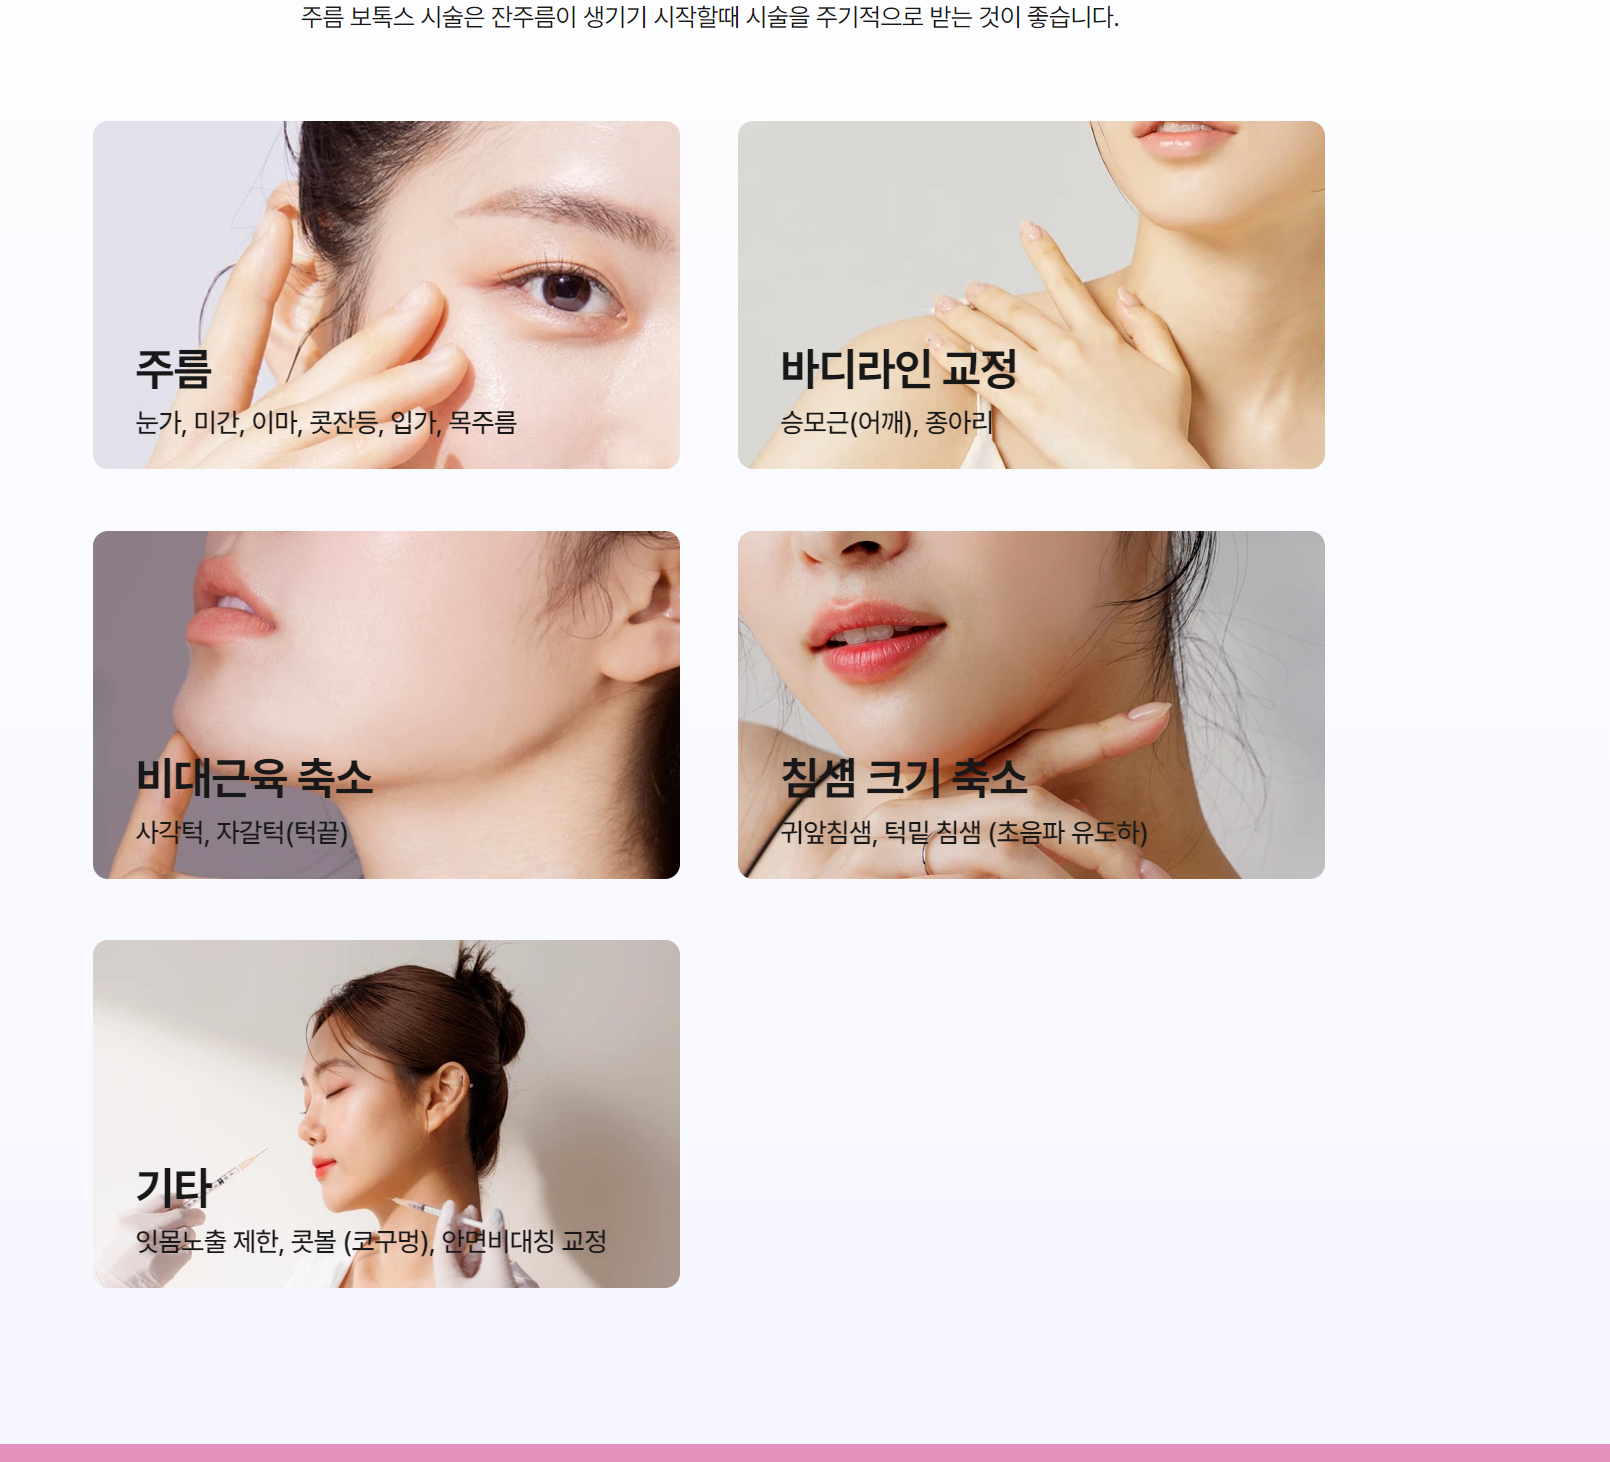 주름 보톡스 시술은 잔주름이 생기기 시작할때 시술을 주기적으로 받는 것이 좋습니다.
주름
눈가, 미간, 이마, 콧잔등, 입가, 목주름
바디라인 교정
승모근(어깨), 종아리
비대근육 축소
사각턱, 자갈턱(턱끝)
침샘 크기 축소
귀앞침샘, 턱밑 침샘 (초음파 유도하)
기타
잇몸노출 제한, 콧볼 (코구멍), 안면비대칭 교정